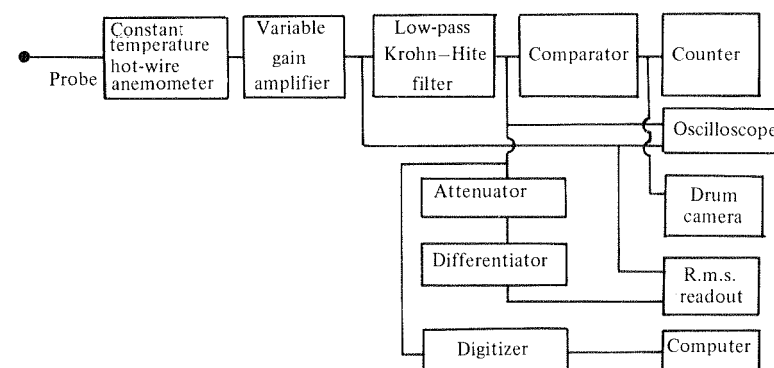 Probe
Constant
temperature
hot-wire
anemometer
Variable
gain
amplifier
Low-pass
Krohn–Hite
filter
Comparator
Counter
Oscilloscope
Attenuator
Drum
camera
Differentiator
R.m.s.
readout
Digitizer
Computer